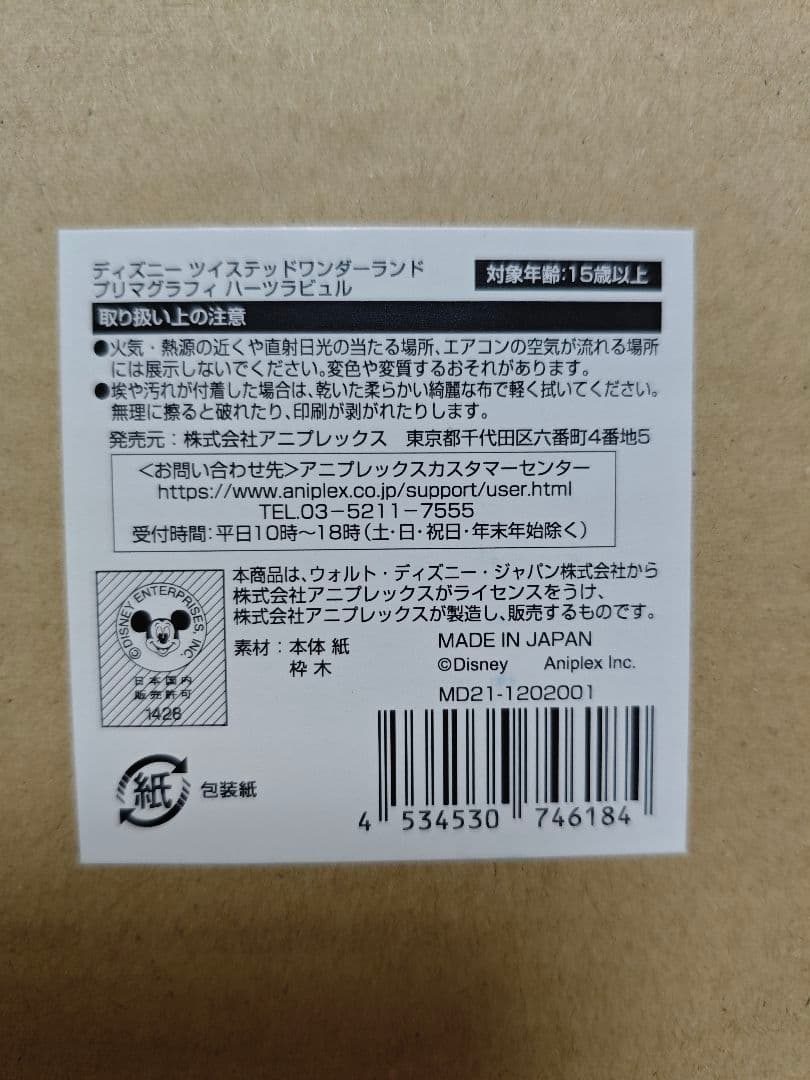 ディズニー ツイステッドワンダーランド
プリマグラフィ ハーツラビュル
対象年齢:15歳以上
取り扱い上の注意
●火気・熱源の近くや直射日光の当たる場所、エアコンの空気が流れる場所
には展示しないでください。変色や変質するおそれがあります。
●埃や汚れが付着した場合は、乾いた柔らかい綺麗な布で軽く拭いてください。
無理に擦ると破れたり、印刷が剥がれたりします。
発売元：株式会社アニプレックス　東京都千代田区六番町4番地5
<お問い合わせ先>アニプレックスカスタマーセンター
https://www.aniplex.co.jp/support/user.html
TEL.03-5211-7555
受付時間：平日10時～18時(土・日・祝日・年末年始除く)
本商品は、ウォルト・ディズニー・ジャパン株式会社から
株式会社アニプレックスがライセンスをうけ、
株式会社アニプレックスが製造し、販売するものです。
©DISNEY ENTERPRISES, INC.
日本国内
販売許可
1428
素材：本体 紙
枠 木
MADE IN JAPAN
©Disney　Aniplex Inc.
MD21-1202001
紙 包装紙
4 534530 746184